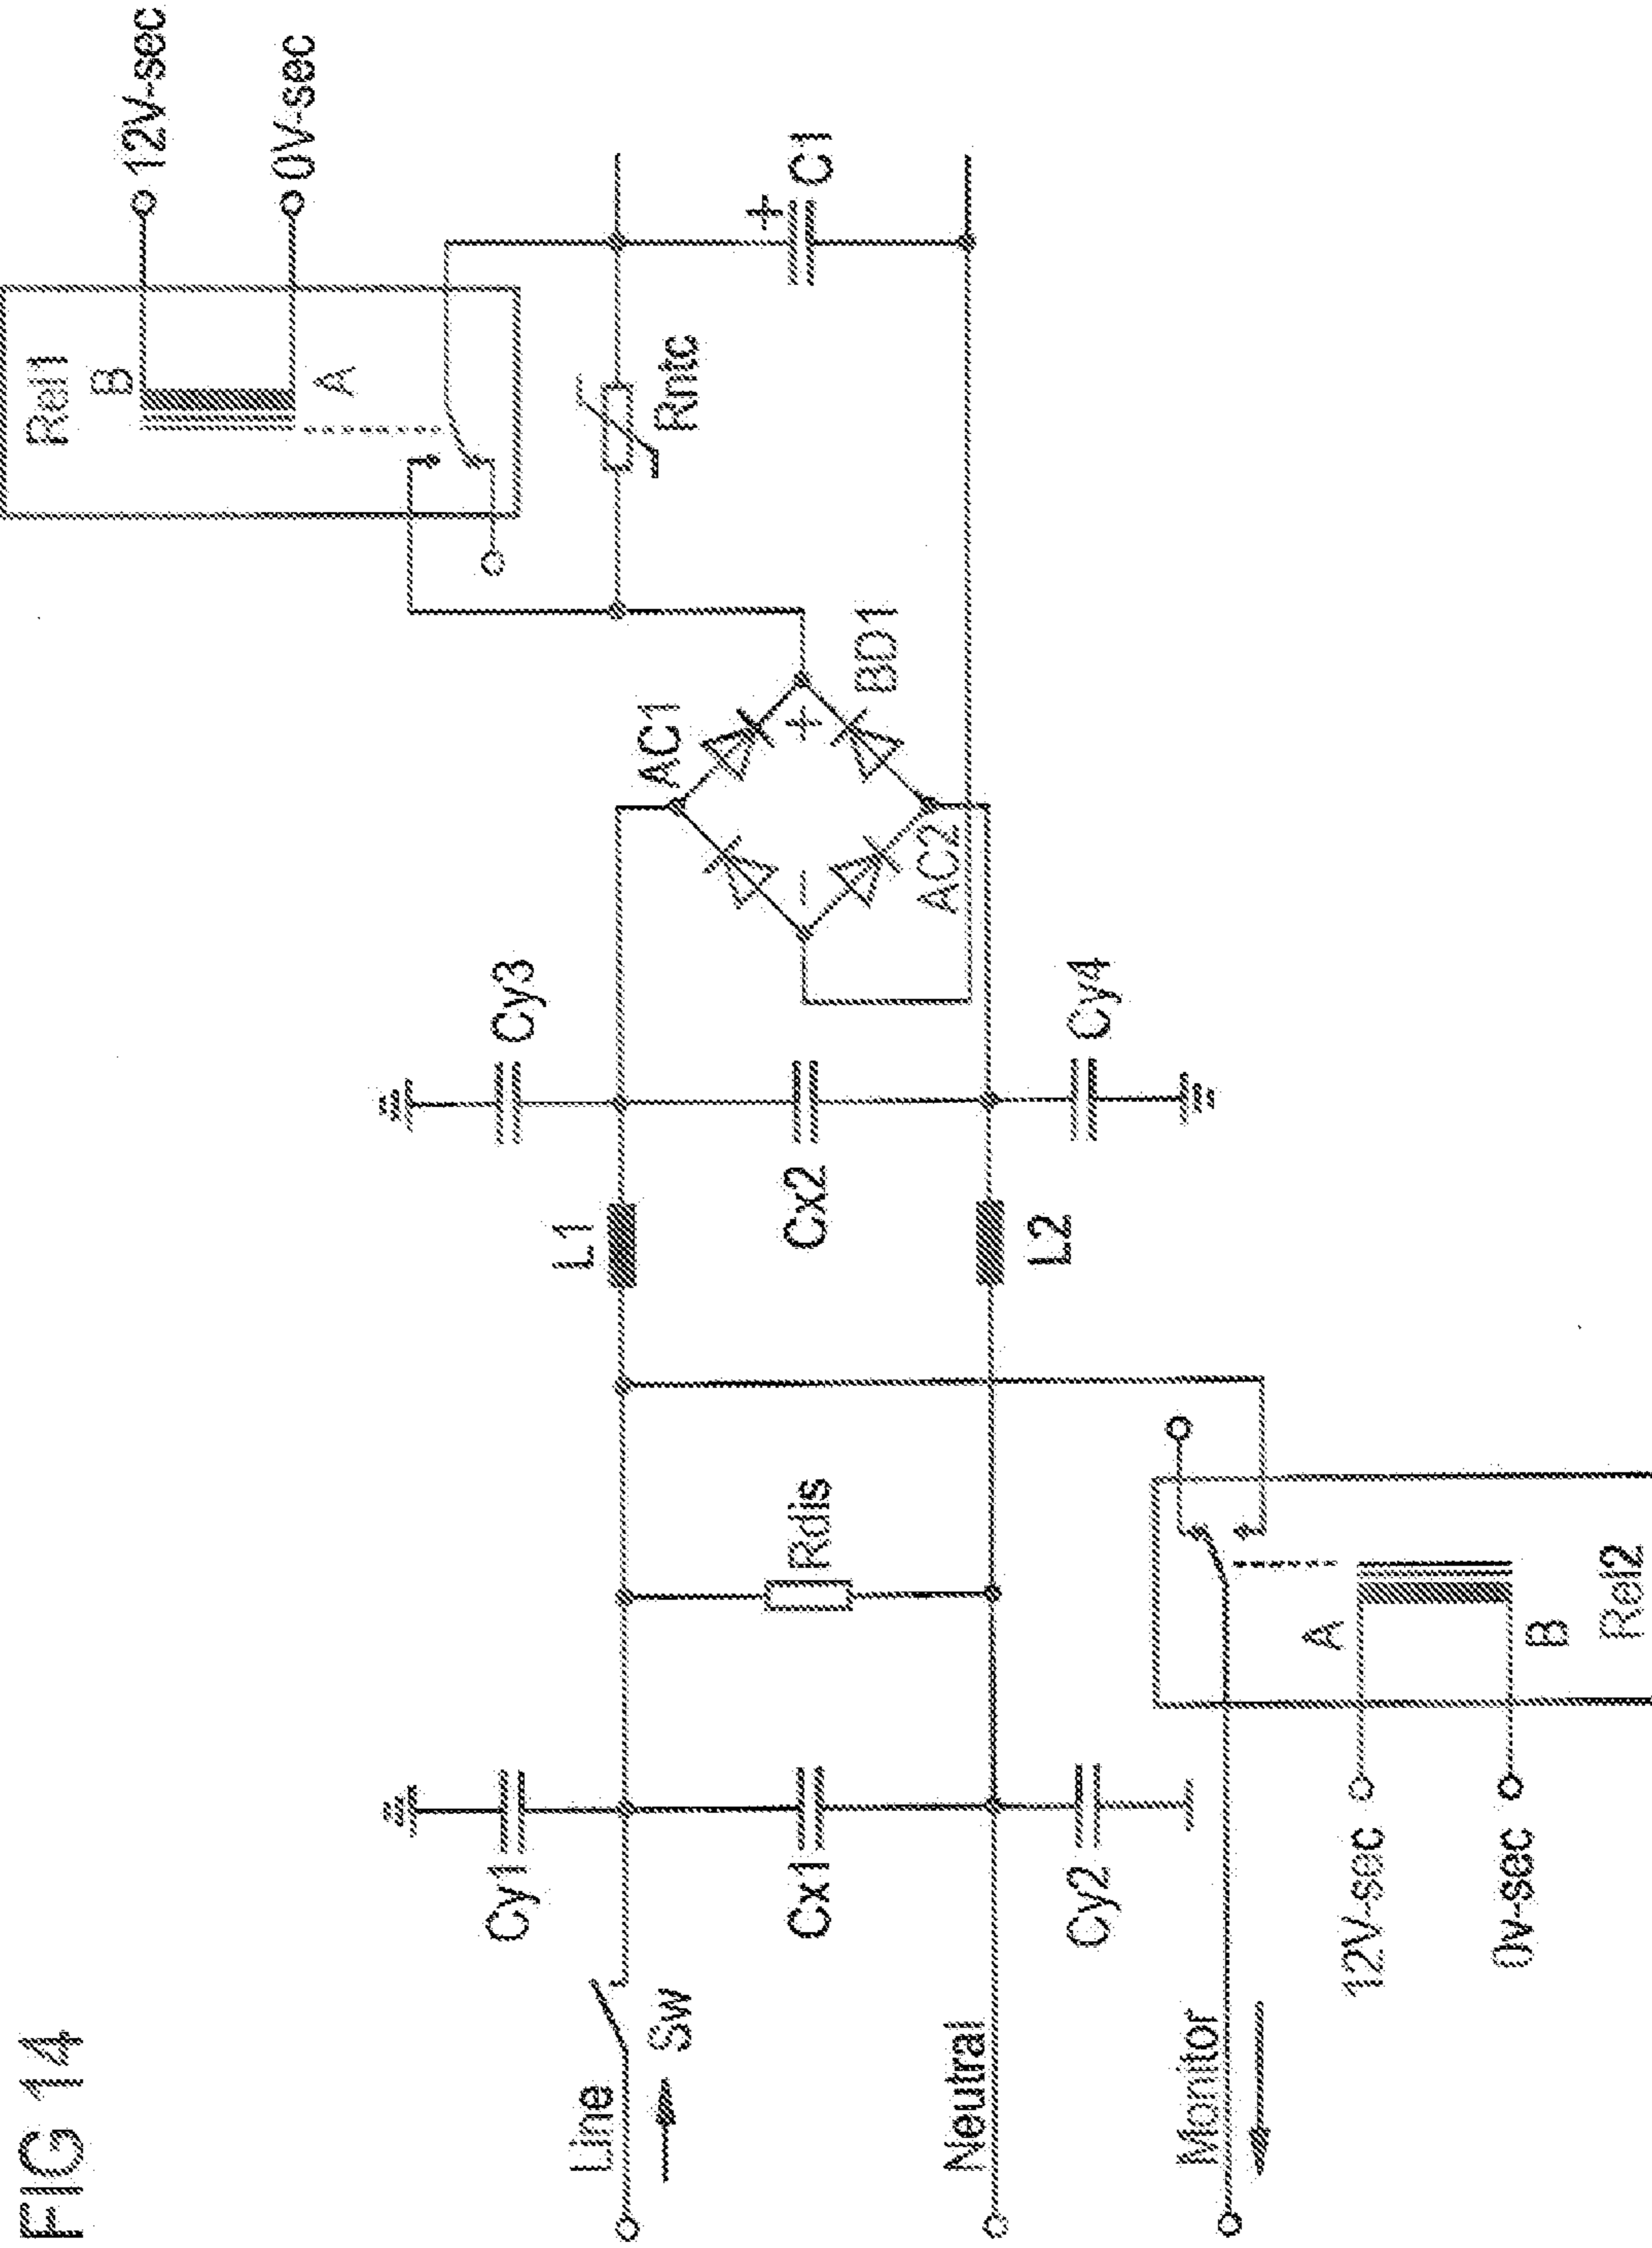 FIG 14
Line
Sw
Neutral
Monitor
Cy1
Cx1
Cy2
12V-sec
0v-sec
Rdis
A
B
Rel2
L1
Cx2
L2
Cy3
Cy4
AC1
+
-
AC2
BD1
Rntc
Rel1
B
A
+
C1
12V-sec
0V-sec